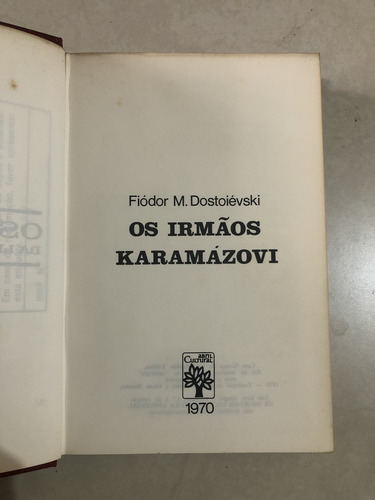 Fiódor M. Dostoiévski
OS IRMÃOS
KARAMÁZOVI
abril
Cultural
1970